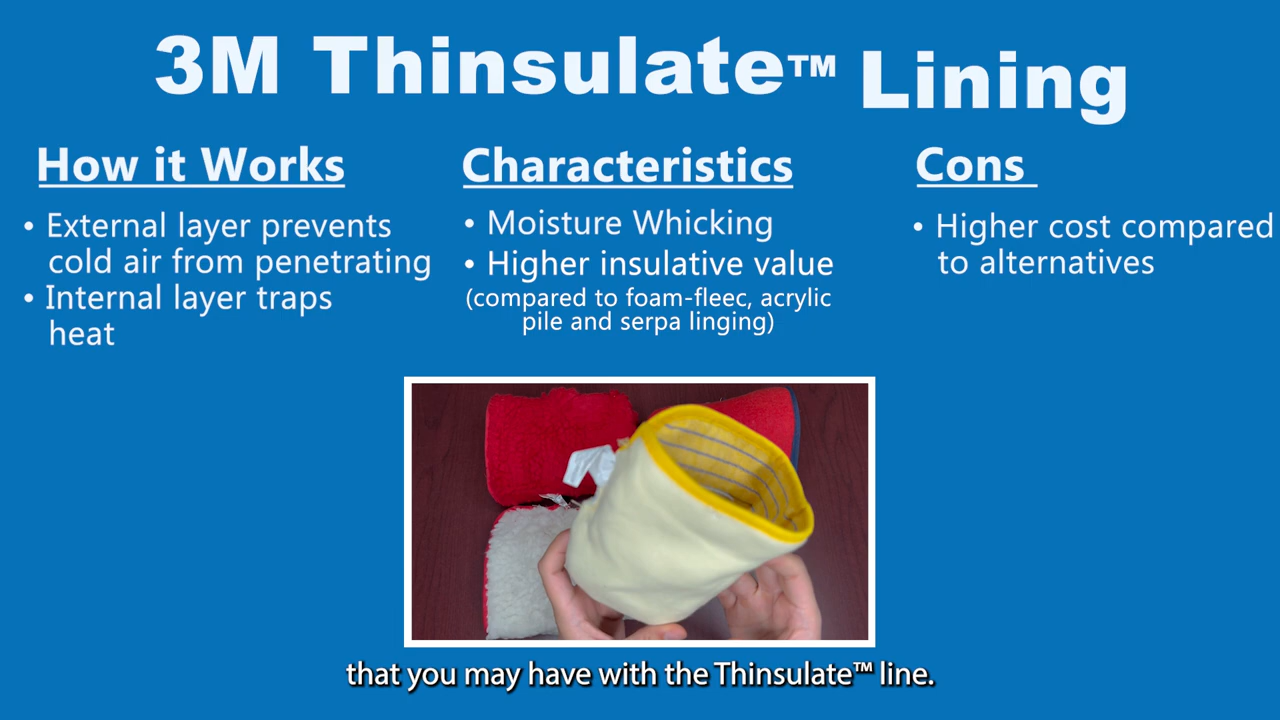 3M Thinsulate™ Lining
How it Works
• External layer prevents
cold air from penetrating
• Internal layer traps
heat
Characteristics
• Moisture Whicking
• Higher insulative value
(compared to foam-fleec, acrylic
pile and serpa linging)
Cons
• Higher cost compared
to alternatives
that you may have with the Thinsulate™ line.